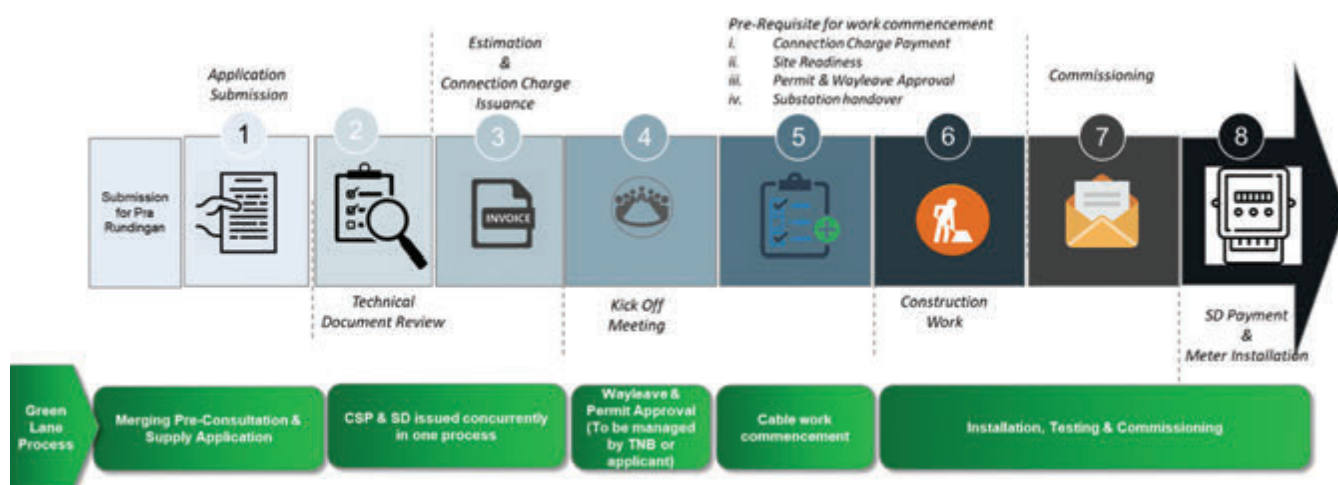 Pre-Requisite for work commencement
i. Connection Charge Payment
ii. Site Readiness
iii. Permit & Wayleave Approval
iv. Substation handover
Estimation
&
Connection Charge
Issuance
Application
Submission
Commissioning
1
2
3
4
5
6
7
8
Submission
for Pra
Rundingan
INVOICE
Technical
Document Review
Kick Off
Meeting
Construction
Work
SD Payment
&
Meter Installation
Green
Lane
Process
Merging Pre-Consultation &
Supply Application
CSP & SD issued concurrently
in one process
Wayleave &
Permit Approval
(To be managed
by TNB or
applicant)
Cable work
commencement
Installation, Testing & Commissioning